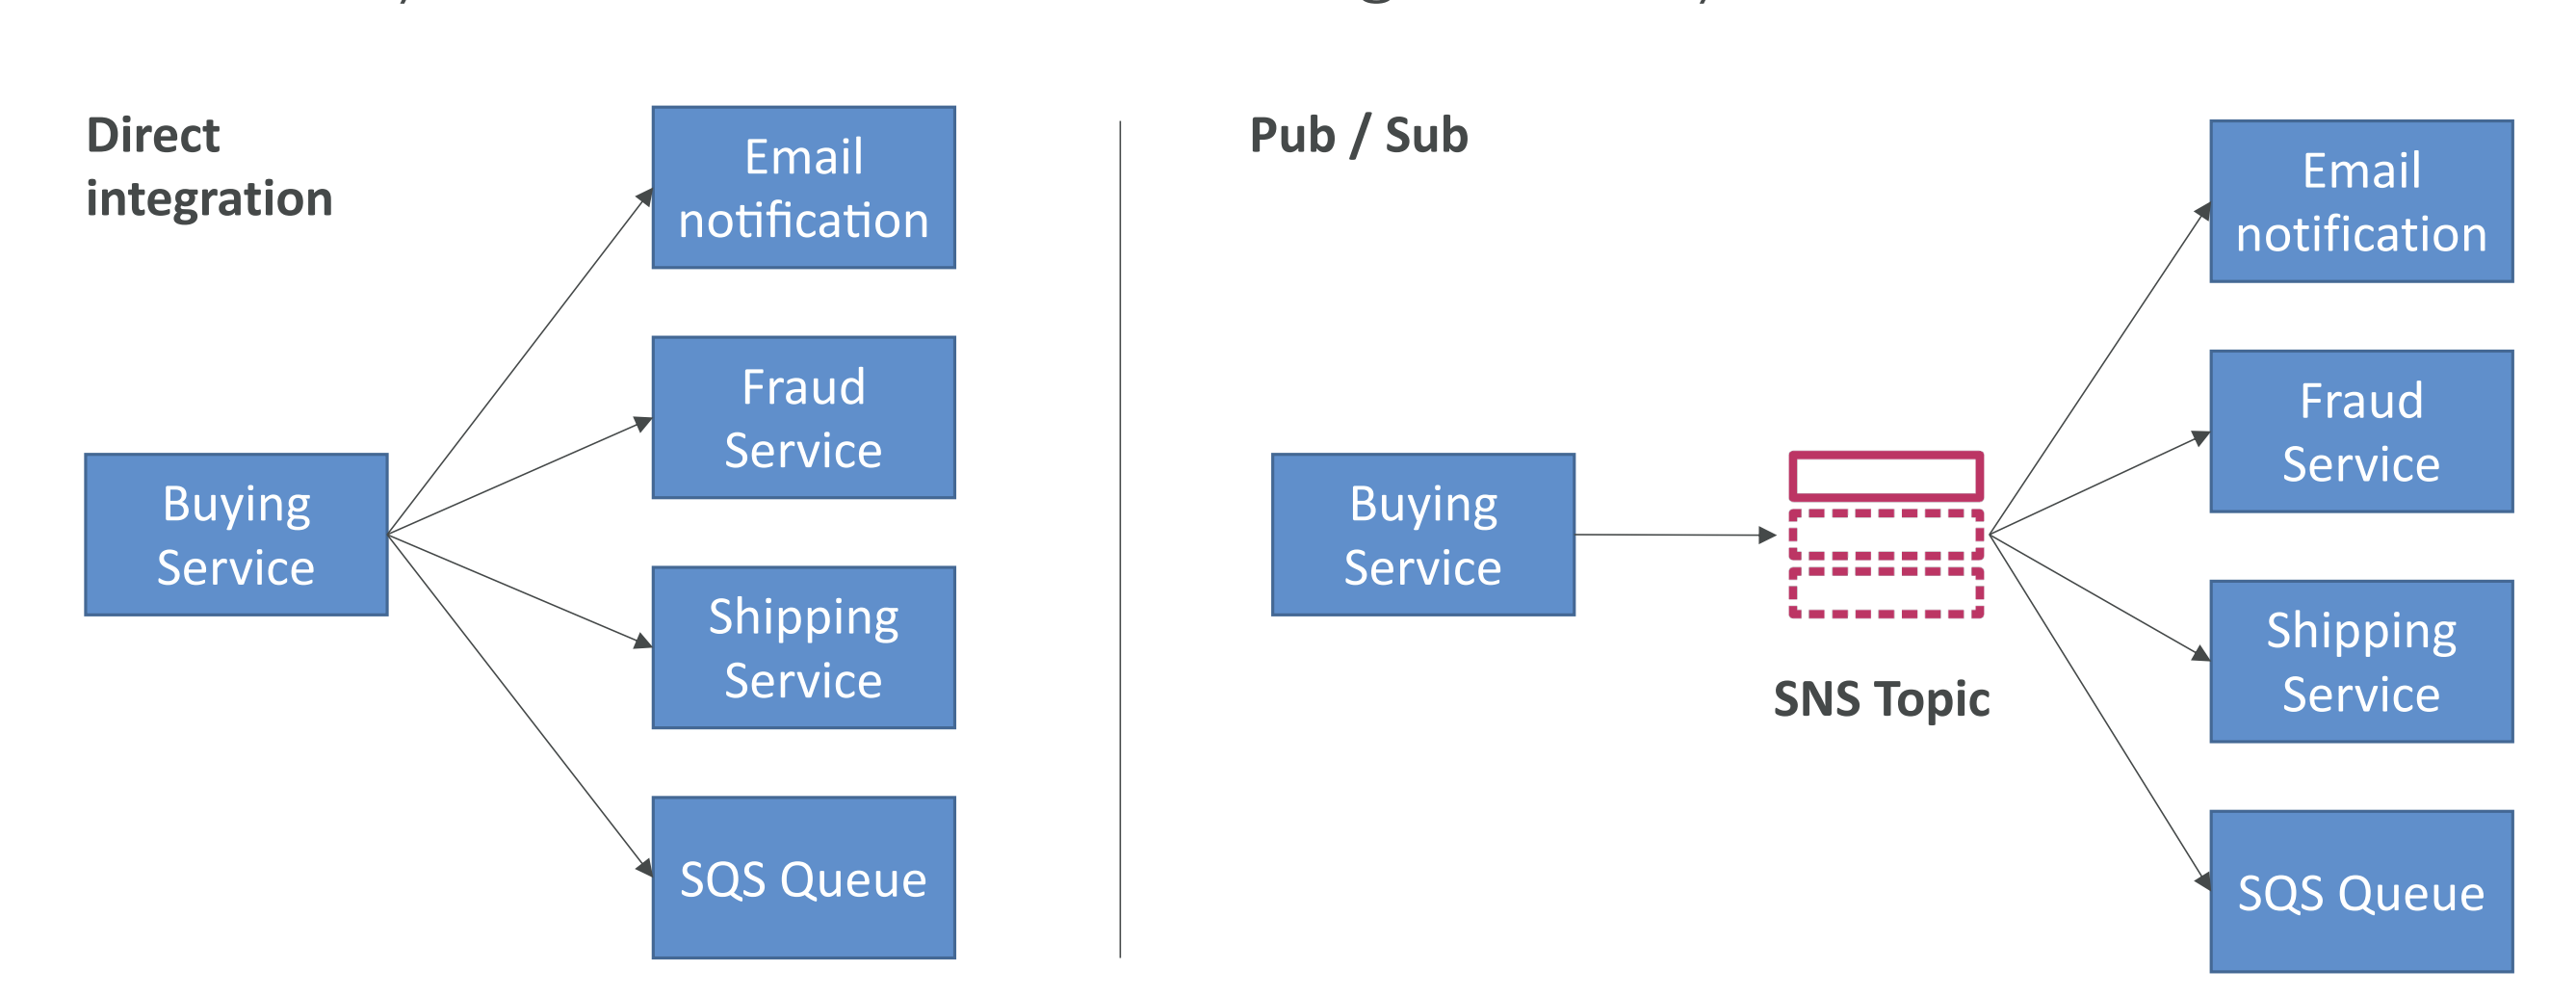 Direct
integration
Email
notification
Fraud
Service
Buying
Service
Shipping
Service
SQS Queue
Pub / Sub
Buying
Service
SNS Topic
Email
notification
Fraud
Service
Shipping
Service
SQS Queue